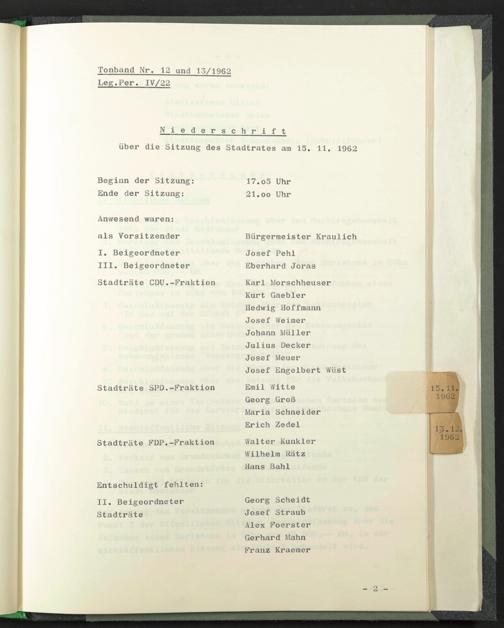 Tonband Nr. 12 und 13/1962
Leg.Per. IV/22
Niederschrift
über die Sitzung des Stadtrates am 15. 11. 1962
Beginn der Sitzung: 17.o5 Uhr
Ende der Sitzung: 21.oo Uhr
Anwesend waren:
als Vorsitzender Bürgermeister Kraulich
I. Beigeordneter Josef Pehl
III. Beigeordneter Eberhard Joras
Stadträte CDU.-Fraktion Karl Morschheuser
Kurt Gaebler
Hedwig Hoffmann
Josef Weimer
Johann Müller
Julius Decker
Josef Meuer
Josef Engelbert Wüst
Stadträte SPD.-Fraktion Emil Witte
Georg Groß
Maria Schneider
Erich Zedel
Stadträte FDP.-Fraktion Walter Kunkler
Wilhelm Rätz
Hans Bahl
Entschuldigt fehlten:
II. Beigeordneter Georg Scheidt
Stadträte Josef Straub
Alex Foerster
Gerhard Mahn
Franz Kraemer
- 2 -
15.11.
1962
13.12.
1962